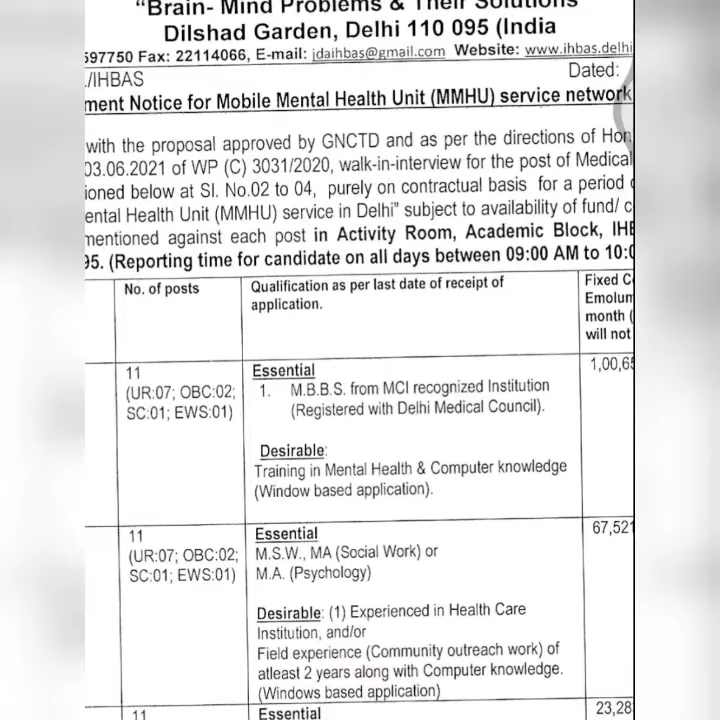 "Brain- Mind Problems & Their Solutions"
Dilshad Garden, Delhi 110 095 (India
597750 Fax: 22114066, E-mail: jdaihbas@gmail.com Website: www.ihbas.delhi
./IHBAS Dated:
ment Notice for Mobile Mental Health Unit (MMHU) service network
with the proposal approved by GNCTD and as per the directions of Hon
03.06.2021 of WP (C) 3031/2020, walk-in-interview for the post of Medical
ioned below at SI. No.02 to 04, purely on contractual basis for a period
ental Health Unit (MMHU) service in Delhi" subject to availability of fund/ c
mentioned against each post in Activity Room, Academic Block, IHB
95. (Reporting time for candidate on all days between 09:00 AM to 10:0
No. of posts
Qualification as per last date of receipt of
application.
Fixed C
Emolum
month (
will not
11
(UR:07; OBC:02;
SC:01; EWS:01)
Essential
1. M.B.B.S. from MCI recognized Institution
(Registered with Delhi Medical Council).
Desirable:
Training in Mental Health & Computer knowledge
(Window based application).
1,00,65
11
(UR:07; OBC:02;
SC:01; EWS:01)
Essential
M.S.W., MA (Social Work) or
M.A. (Psychology)
Desirable: (1) Experienced in Health Care
Institution, and/or
Field experience (Community outreach work) of
atleast 2 years along with Computer knowledge.
(Windows based application)
67,521
11
Essential
23,28